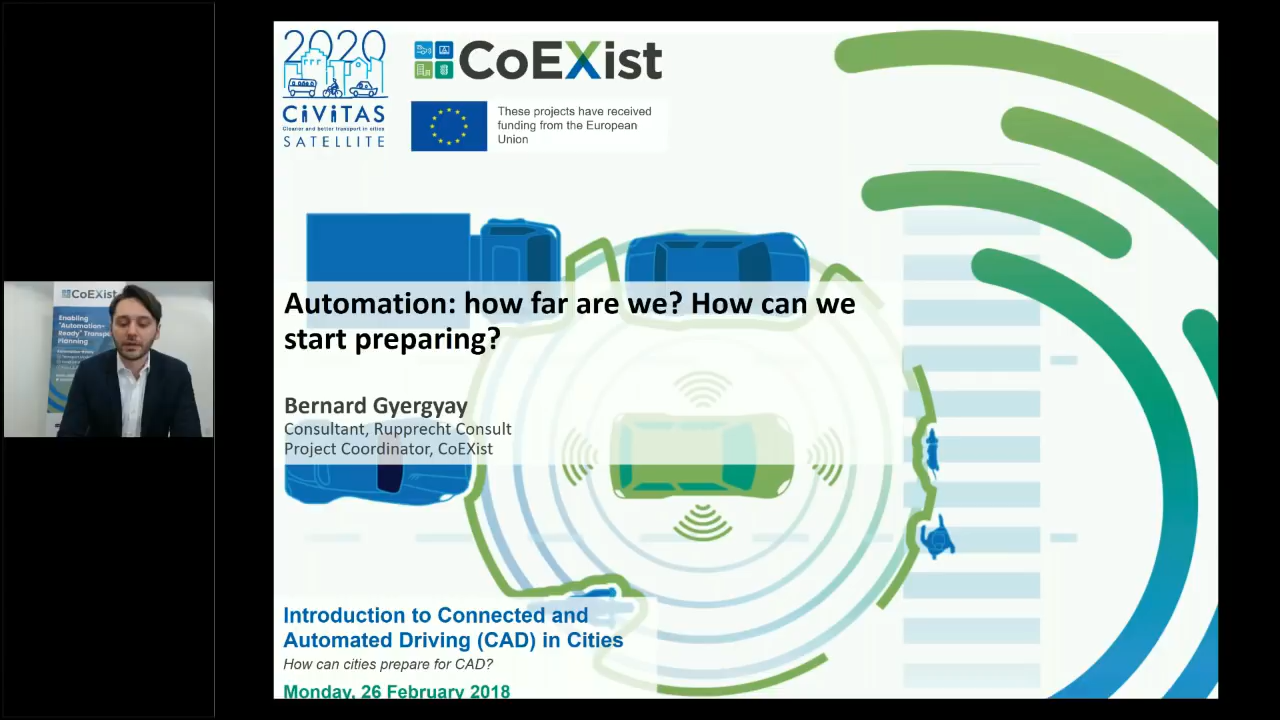 2020
CiViTAS
Cleaner and better transport in cities
SATELLITE
CoEXist
These projects have received
funding from the European
Union
Automation: how far are we? How can we
start preparing?
Bernard Gyergyay
Consultant, Rupprecht Consult
Project Coordinator, CoEXist
Introduction to Connected and
Automated Driving (CAD) in Cities
How can cities prepare for CAD?
Monday, 26 February 2018
CoEXist
Enabling
"Automation-
Ready" Transport
Planning